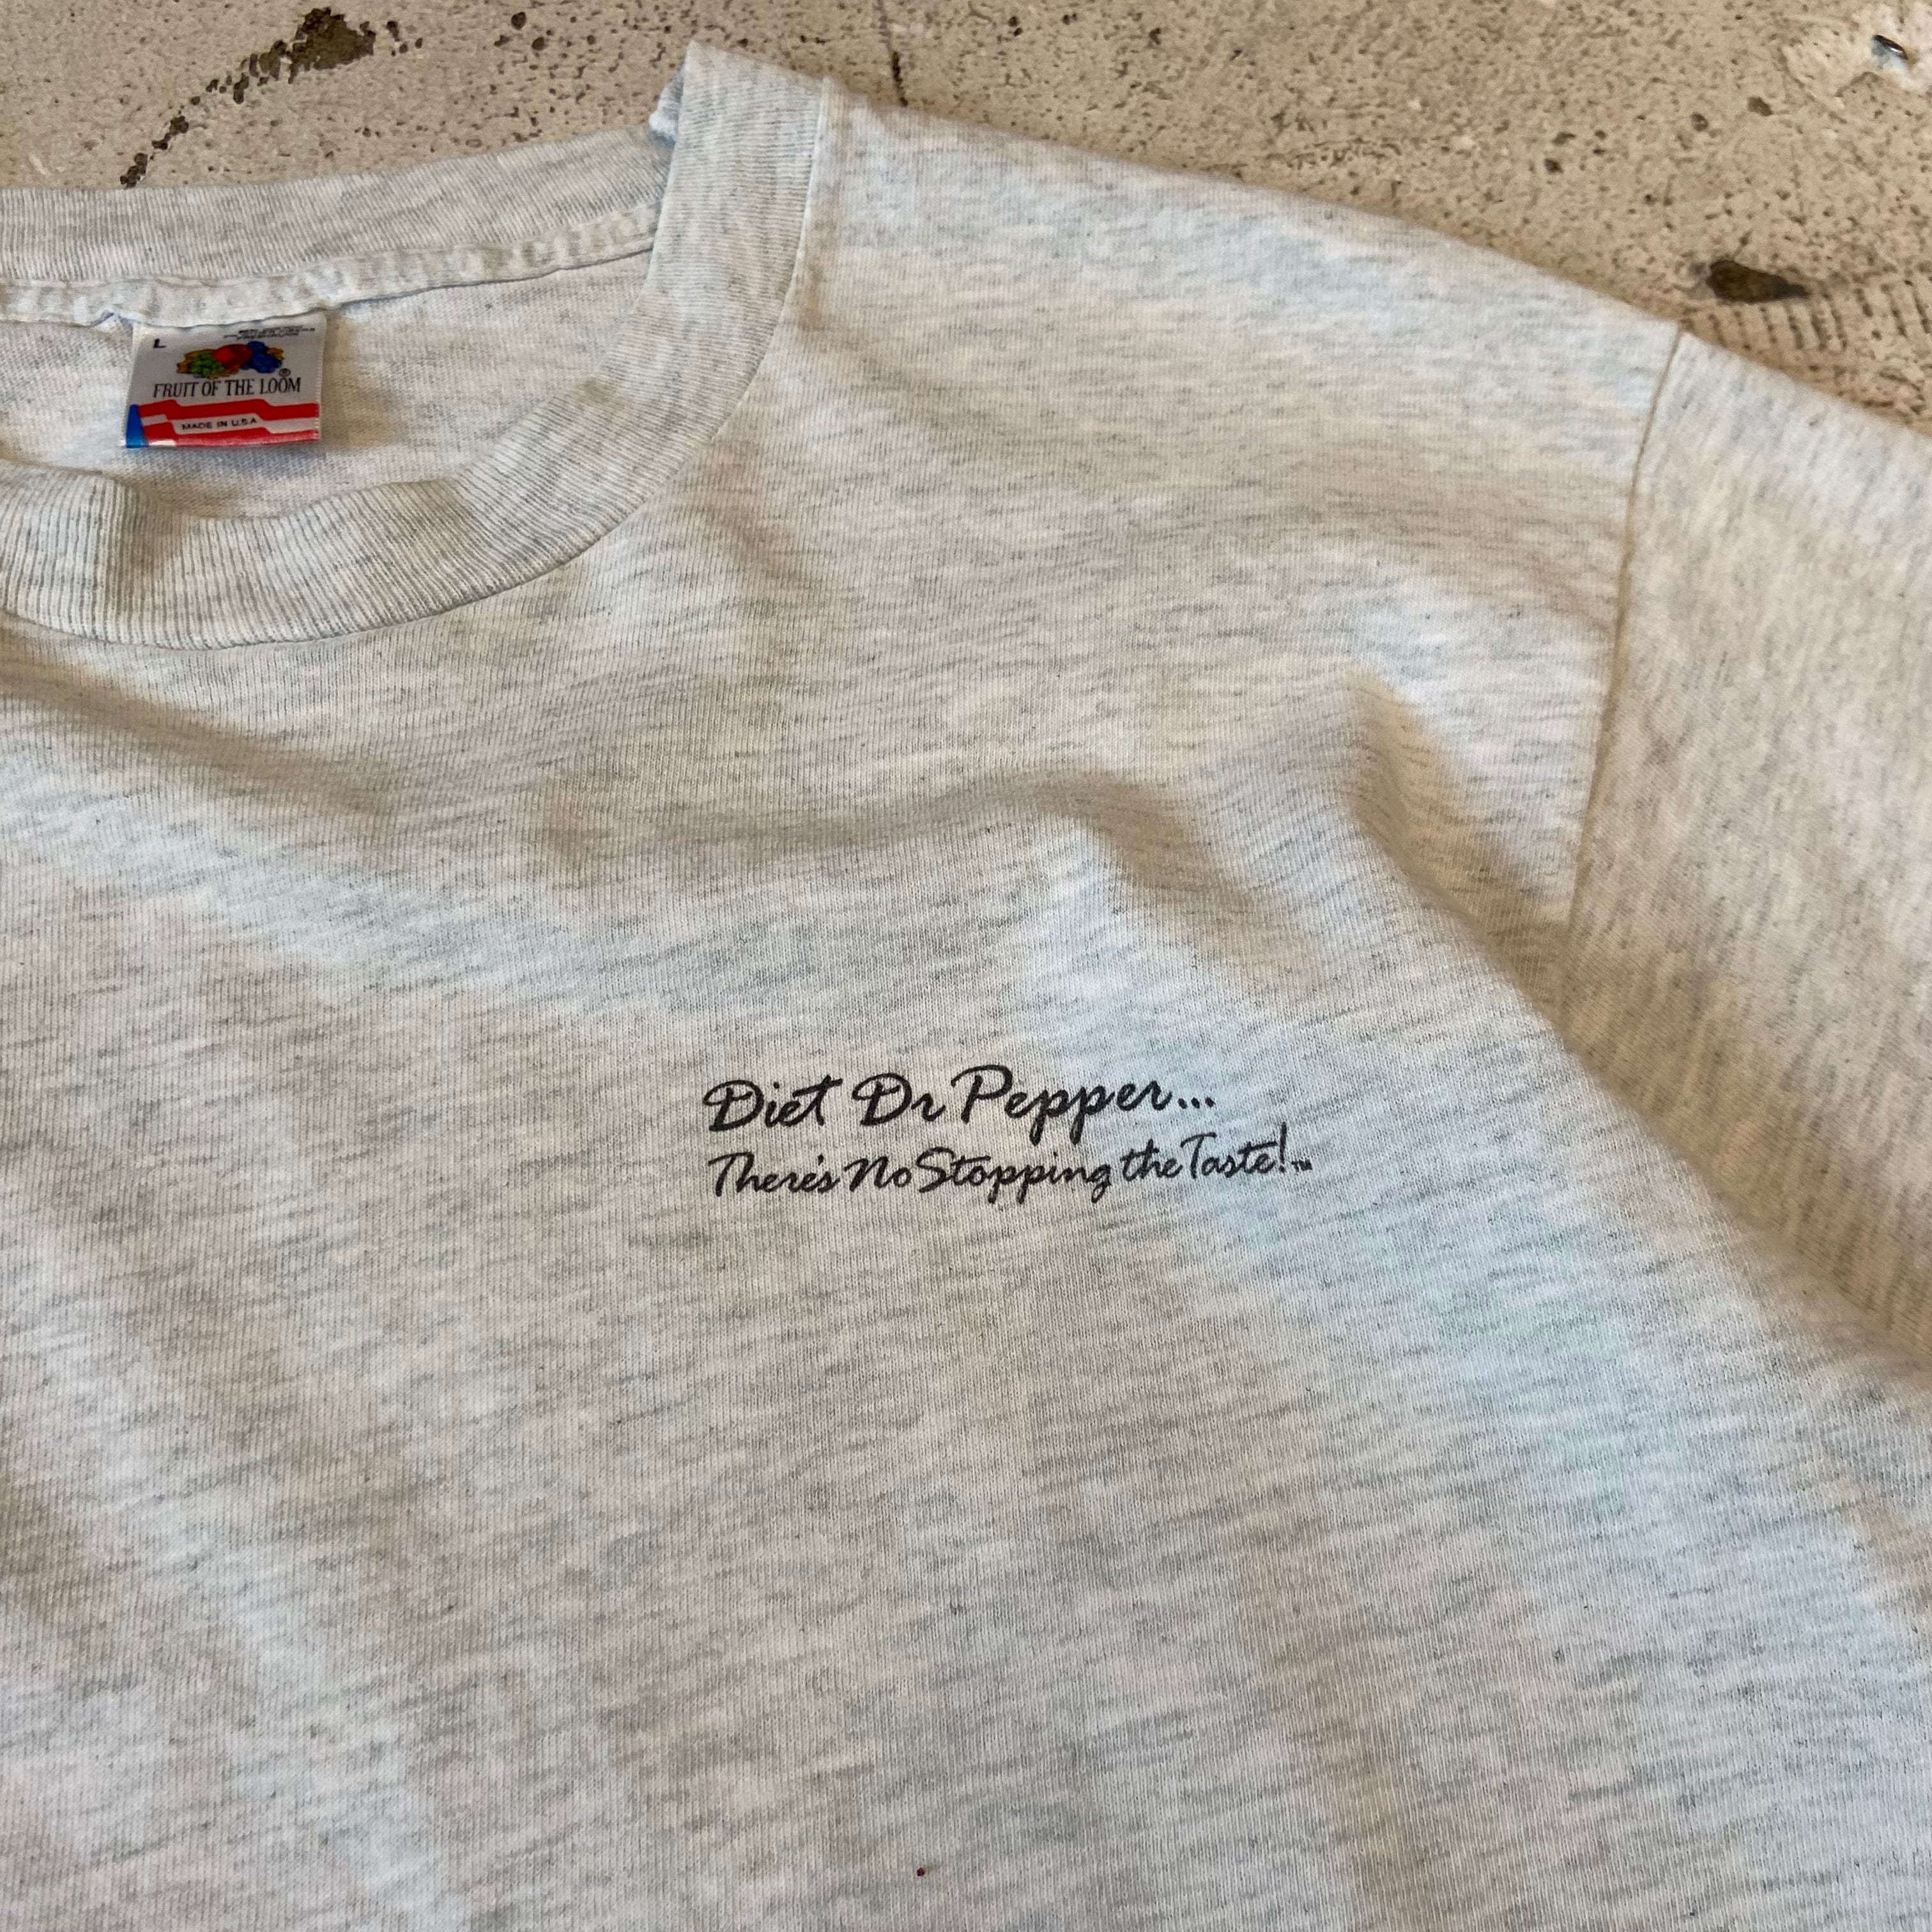 L
FRUIT OF THE LOOM
®
MADE IN U.S.A
Diet Dr Pepper...
There's No Stopping the Taste!™